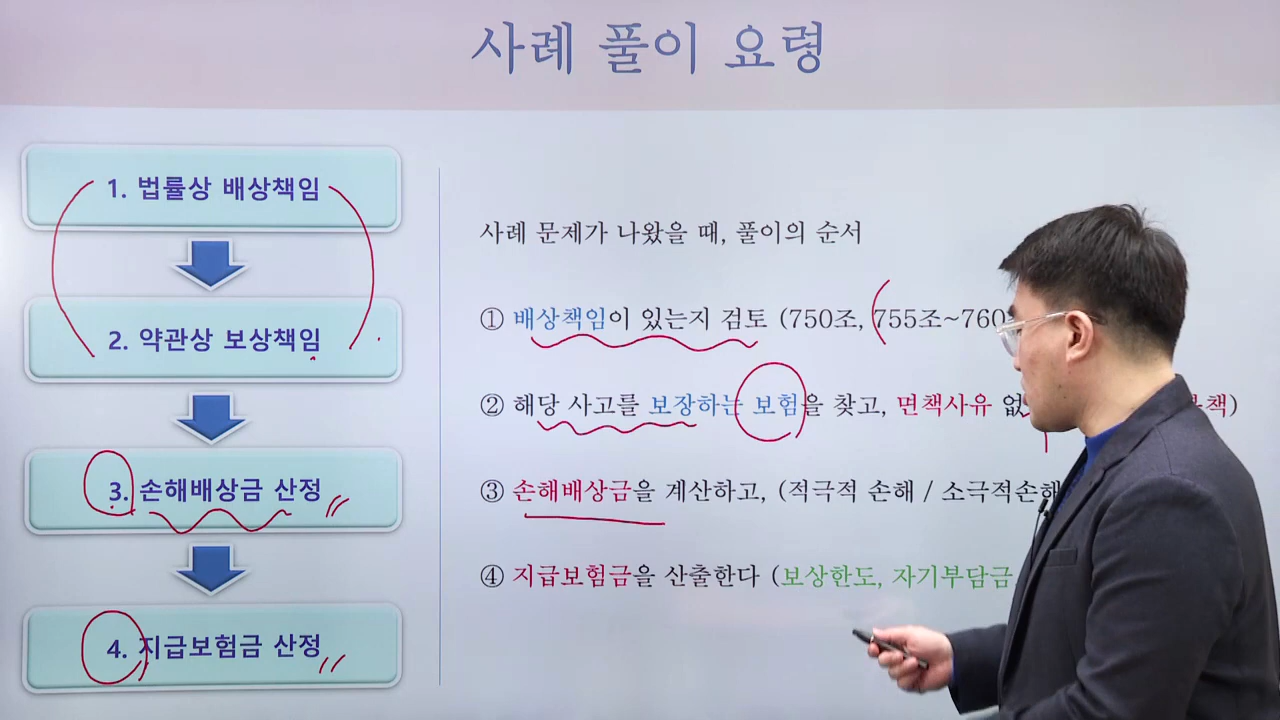 사례 풀이 요령
1. 법률상 배상책임
2. 약관상 보상책임
3. 손해배상금 산정
4. 지급보험금 산정
사례 문제가 나왔을 때, 풀이의 순서
① 배상책임이 있는지 검토 (750조, 755조~760
② 해당 사고를 보장하는 보험을 찾고, 면책사유 없 책)
③ 손해배상금을 계산하고, (적극적 손해 / 소극적손해
④ 지급보험금을 산출한다 (보상한도, 자기부담금